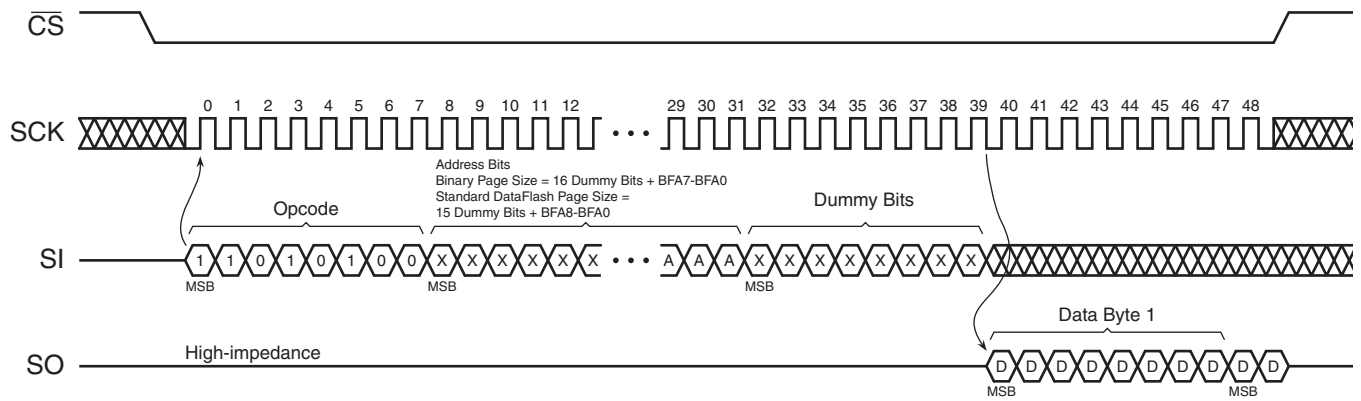 CS
SCK
0 1 2 3 4 5 6 7 8 9 10 11 12 29 30 31 32 33 34 35 36 37 38 39 40 41 42 43 44 45 46 47 48
Address Bits
Binary Page Size = 16 Dummy Bits + BFA7-BFA0
Standard DataFlash Page Size =
15 Dummy Bits + BFA8-BFA0
Opcode
Dummy Bits
SI
1 1 0 1 0 1 0 0 X X X X X X A A A X X X X X X X X
MSB MSB MSB
Data Byte 1
SO
High-impedance
D D D D D D D D D D
MSB MSB